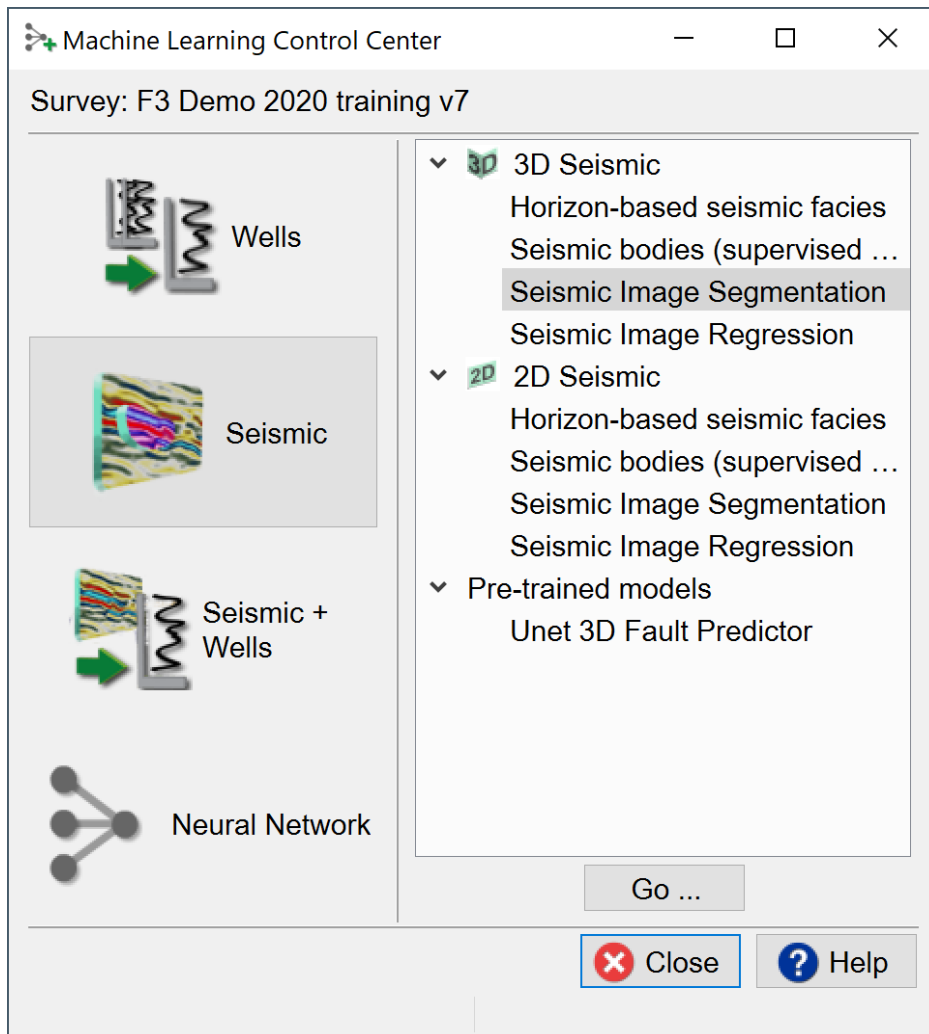 Machine Learning Control Center
Survey: F3 Demo 2020 training v7
Wells
Seismic
Seismic +
Wells
Neural Network
3D 3D Seismic
Horizon-based seismic facies
Seismic bodies (supervised …
Seismic Image Segmentation
Seismic Image Regression
2D 2D Seismic
Horizon-based seismic facies
Seismic bodies (supervised …
Seismic Image Segmentation
Seismic Image Regression
Pre-trained models
Unet 3D Fault Predictor
Go ...
Close
? Help